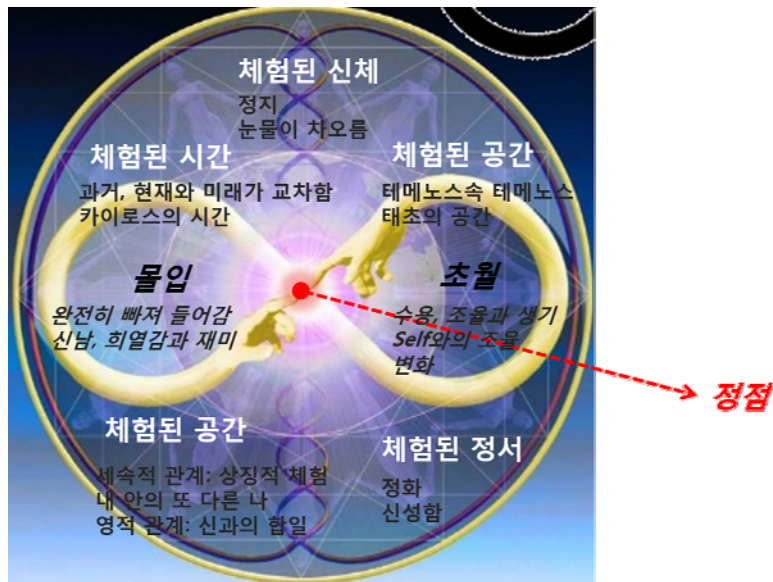 체험된 신체
정지
눈물이 차오름
체험된 시간
과거, 현재와 미래가 교차함
카이로스의 시간
체험된 공간
테메노스속 테메노스
태초의 공간
몰입
완전히 빠져 들어감
신남, 희열감과 재미
초월
수용, 조율과 생기
Self와의 조율
변화
정점
체험된 공간
세속적 관계: 상징적 체험
내 안의 또 다른 나
영적 관계: 신과의 합일
체험된 정서
정화
신성함